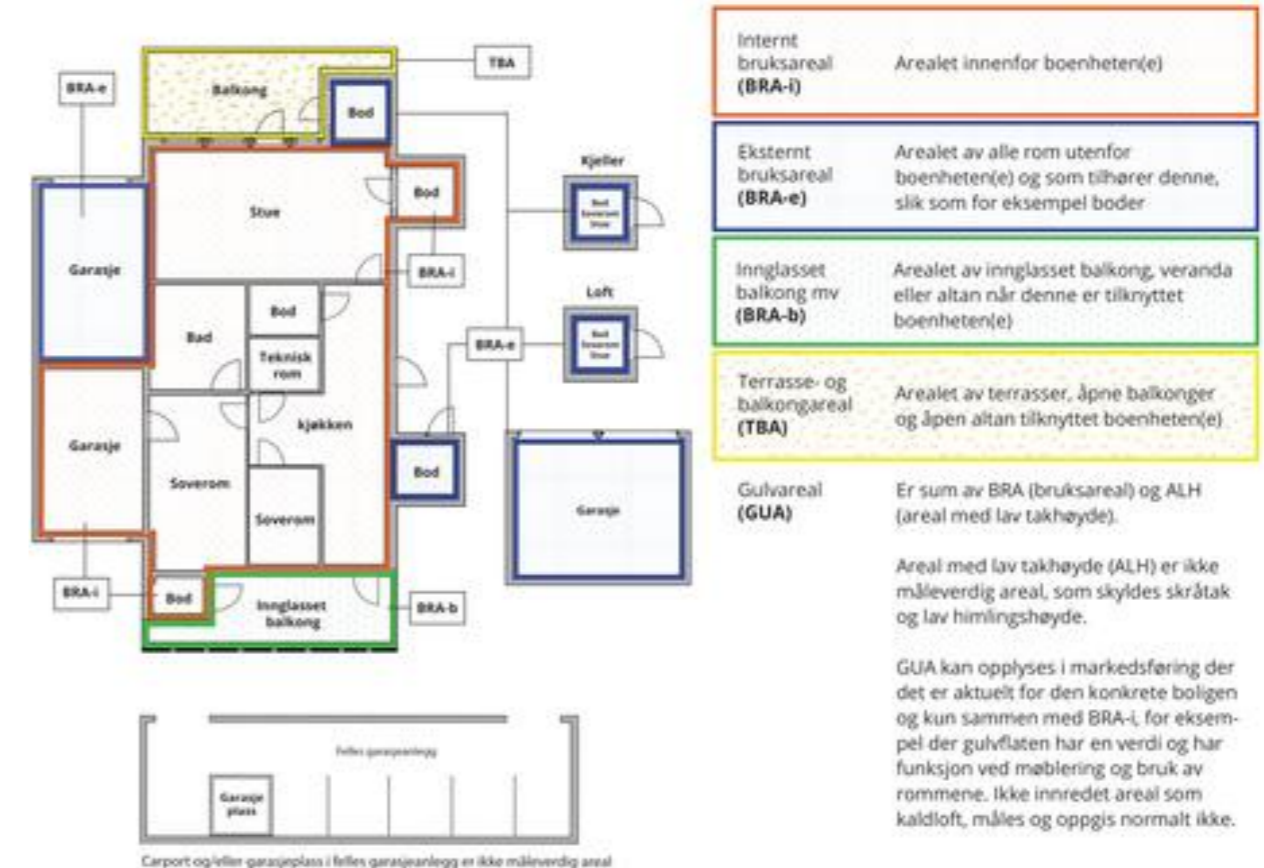 TBA
BRA-e
Balkong
Bod
Kjeller
Bod
Soverom
Stue
Stue
Bod
Garasje
BRA-i
Loft
Bod
Bad
Bod
Soverom
Stue
Teknisk
rom
BRA-e
kjøkken
Garasje
Soverom
Bod
Soverom
Garasje
BRA-i
Bod
Innglasset
balkong
BRA-b
Felles garasjeanlegg
Garasje
plass
Carport og/eller garasjeplass i felles garasjeanlegg er ikke måleverdig areal
Internt
bruksareal
(BRA-i)
Arealet innenfor boenheten(e)
Eksternt
bruksareal
(BRA-e)
Arealet av alle rom utenfor
boenheten(e) og som tilhører denne,
slik som for eksempel boder
Innglasset
balkong mv
(BRA-b)
Arealet av innglasset balkong, veranda
eller altan når denne er tilknyttet
boenheten(e)
Terrasse- og
balkongareal
(TBA)
Arealet av terrasser, åpne balkonger
og åpen altan tilknyttet boenheten(e)
Gulvareal
(GUA)
Er sum av BRA (bruksareal) og ALH
(areal med lav takhøyde).
Areal med lav takhøyde (ALH) er ikke
måleverdig areal, som skyldes skråtak
og lav himlingshøyde.
GUA kan opplyses i markedsføring der
det er aktuelt for den konkrete boligen
og kun sammen med BRA-i, for eksem-
pel der gulvflaten har en verdi og har
funksjon ved møblering og bruk av
rommene. Ikke innredet areal som
kaldloft, måles og oppgis normalt ikke.